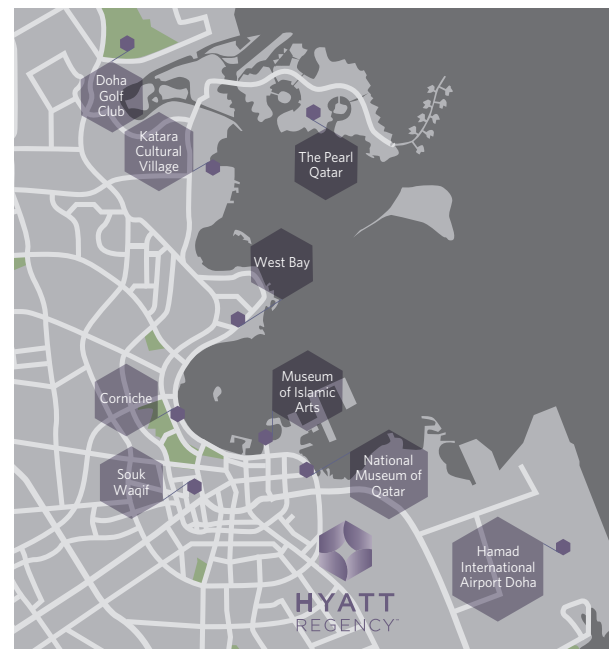 Doha
Golf
Club
Katara
Cultural
Village
The Pearl
Qatar
West Bay
Museum
of Islamic
Arts
Corniche
National
Museum of
Qatar
Souk
Waqif
Hamad
International
Airport Doha
HYATT
REGENCY™